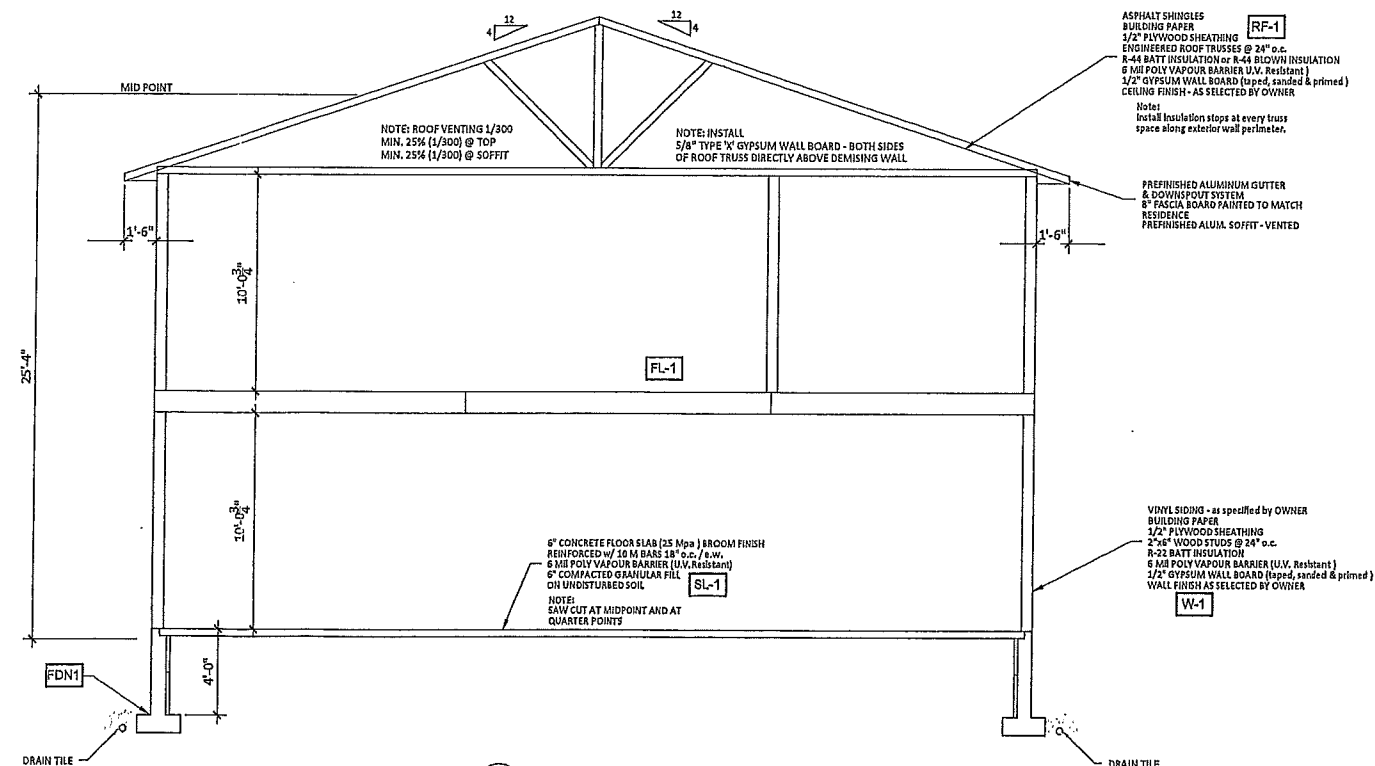 12
4
12
4
ASPHALT SHINGLES
BUILDING PAPER
1/2" PLYWOOD SHEATHING
RF-1
ENGINEERED ROOF TRUSSES @ 24" o.c.
R-44 BATT INSULATION or R-44 BLOWN INSULATION
6 Mil POLY VAPOUR BARRIER U.V. Resistant )
1/2" GYPSUM WALL BOARD (taped, sanded & primed )
CEILING FINISH - AS SELECTED BY OWNER
Note:
Install Insulation stops at every truss
space along exterior wall perimeter.
MID POINT
NOTE: ROOF VENTING 1/300
MIN. 25% (1/300) @ TOP
MIN. 25% (1/300) @ SOFFIT
NOTE: INSTALL
5/8" TYPE 'X' GYPSUM WALL BOARD - BOTH SIDES
OF ROOF TRUSS DIRECTLY ABOVE DEMISING WALL
PREFINISHED ALUMINUM GUTTER
& DOWNSPOUT SYSTEM
8" FASCIA BOARD PAINTED TO MATCH
RESIDENCE
PREFINISHED ALUM. SOFFIT - VENTED
1'-6"
1'-6"
10'-0 3/4"
25'-4"
FL-1
10'-0 3/4"
6" CONCRETE FLOOR SLAB (25 Mpa ) BROOM FINISH
REINFORCED w/ 10 M BARS 18" o.c. / e.w.
6 Mil POLY VAPOUR BARRIER (U.V. Resistant)
6" COMPACTED GRANULAR FILL
ON UNDISTURBED SOIL
SL-1
NOTE:
SAW CUT AT MIDPOINT AND AT
QUARTER POINTS
VINYL SIDING - as specified by OWNER
BUILDING PAPER
1/2" PLYWOOD SHEATHING
2"x6" WOOD STUDS @ 24" o.c.
R-22 BATT INSULATION
6 Mil POLY VAPOUR BARRIER (U.V. Resistant )
1/2" GYPSUM WALL BOARD (taped, sanded & primed )
WALL FINISH AS SELECTED BY OWNER
W-1
4'-0"
FDN1
DRAIN TILE
DRAIN TILE